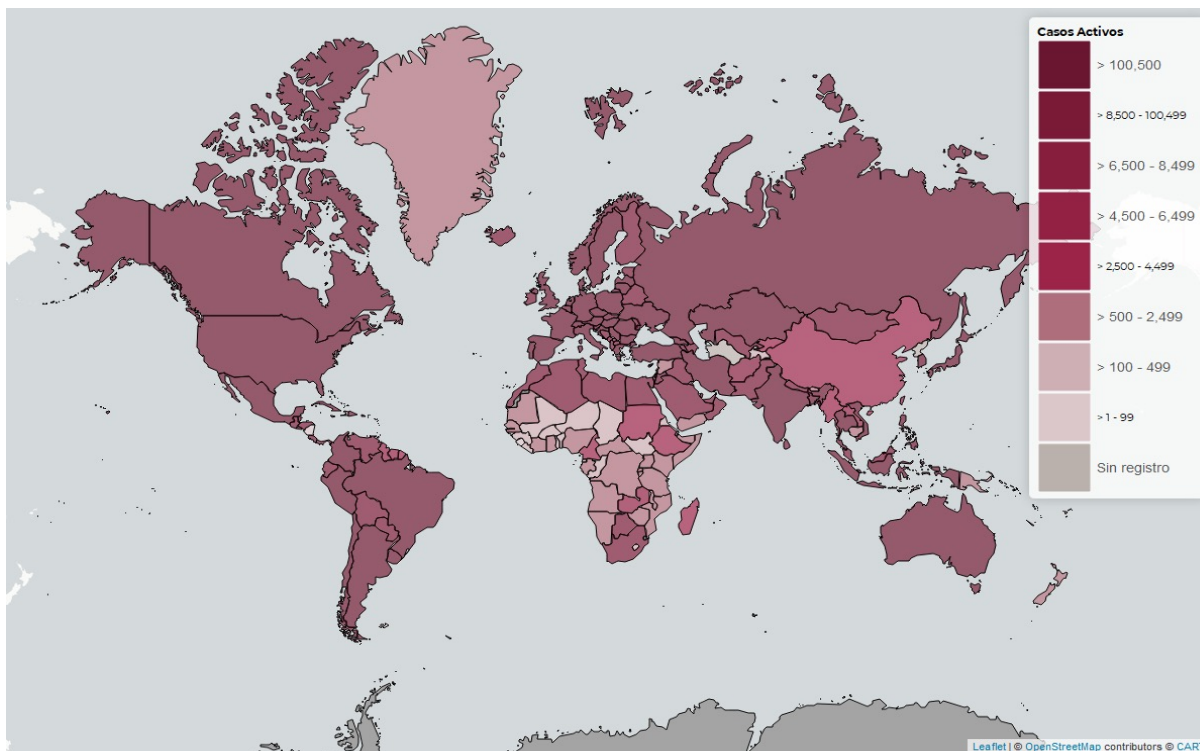 Casos Activos
> 100,500
> 8,500 - 100,499
> 6,500 - 8,499
> 4,500 - 6,499
> 2,500 - 4,499
> 500 - 2,499
> 100 - 499
>1 - 99
Sin registro
Leaflet | © OpenStreetMap contributors © CAR